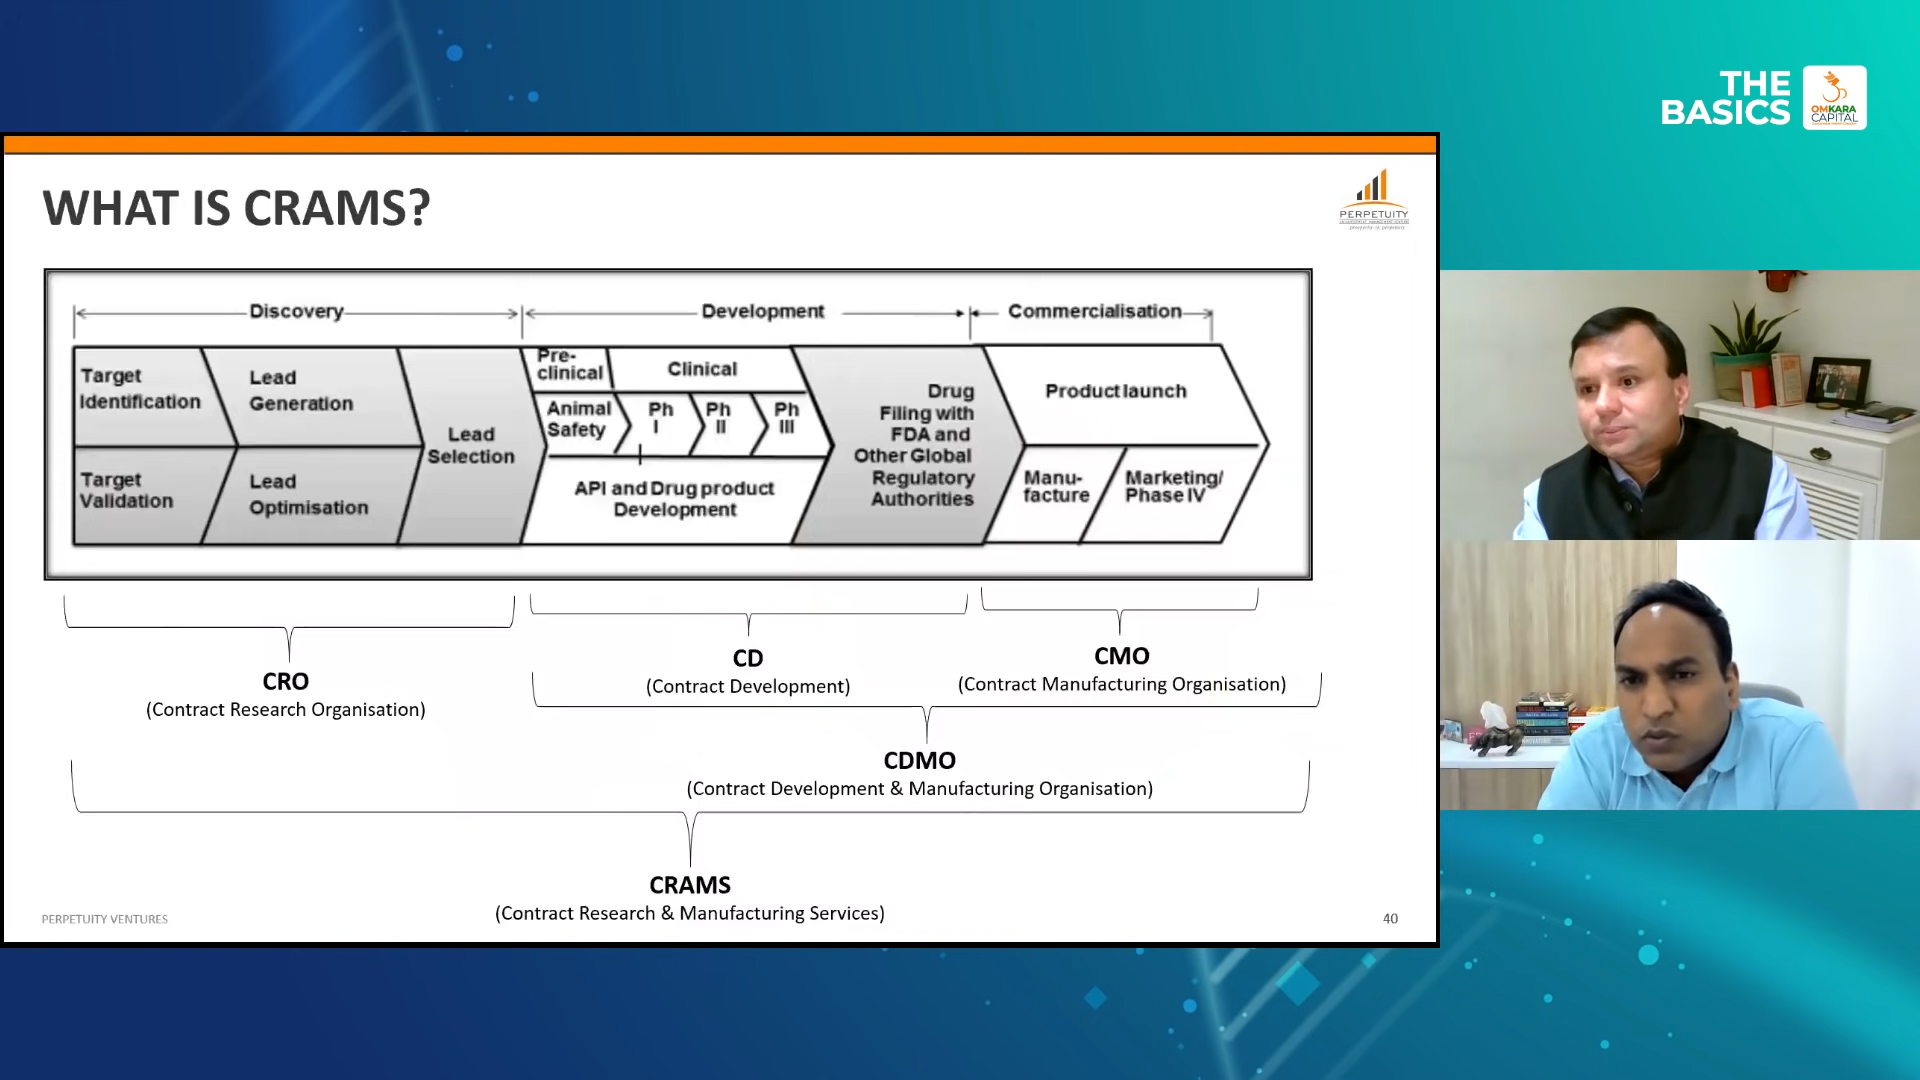 THE
BASICS
OMKARA
CAPITAL
WHAT IS CRAMS?
PERPETUITY
Discovery
Development
Commercialisation
Target
Identification
Lead
Generation
Target
Validation
Lead
Optimisation
Lead
Selection
Pre-
clinical
Clinical
Animal
Safety
Ph
I
Ph
II
Ph
III
API and Drug product
Development
Drug
Filing with
FDA and
Other Global
Regulatory
Authorities
Product launch
Manu-
facture
Marketing/
Phase IV
CRO
(Contract Research Organisation)
CD
(Contract Development)
CMO
(Contract Manufacturing Organisation)
CDMO
(Contract Development & Manufacturing Organisation)
CRAMS
(Contract Research & Manufacturing Services)
PERPETUITY VENTURES
40